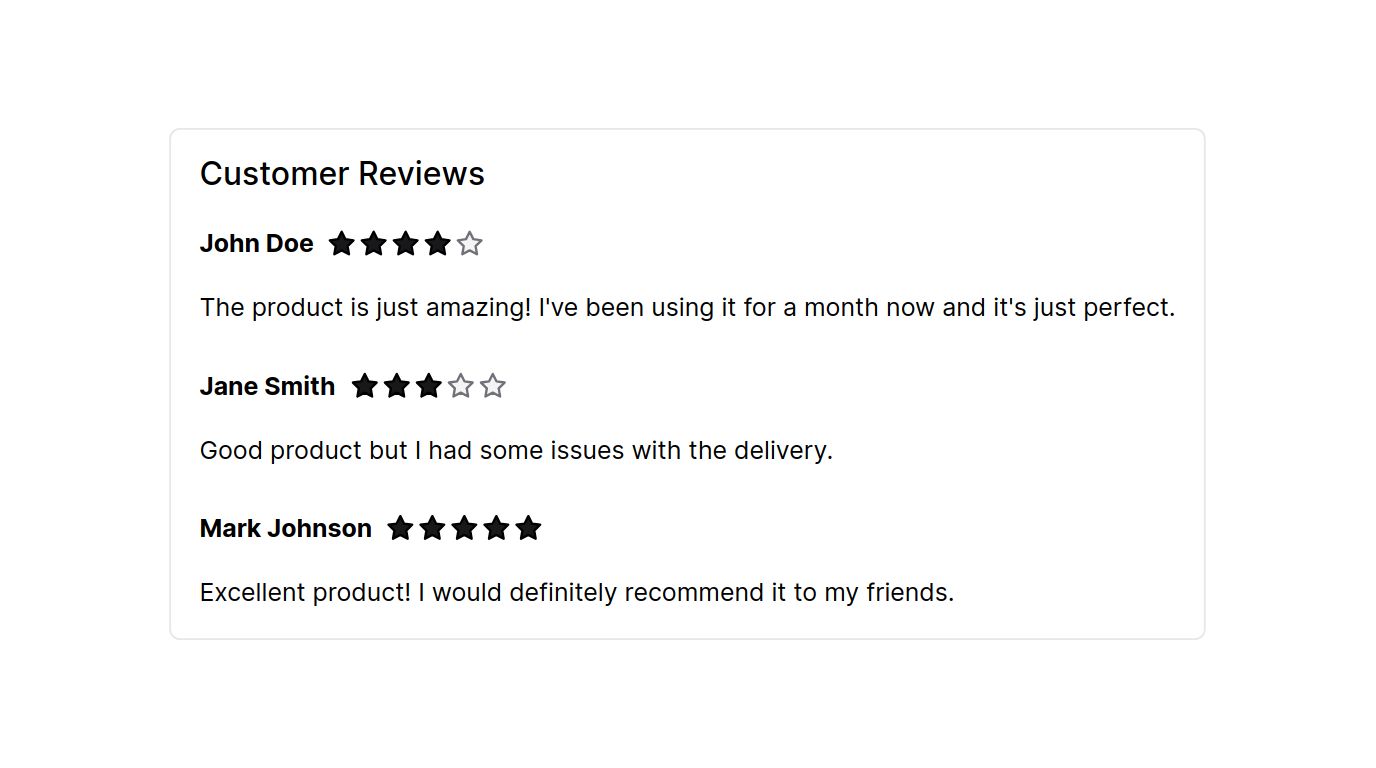 Customer Reviews
John Doe
The product is just amazing! I've been using it for a month now and it's just perfect.
Jane Smith
Good product but I had some issues with the delivery.
Mark Johnson
Excellent product! I would definitely recommend it to my friends.